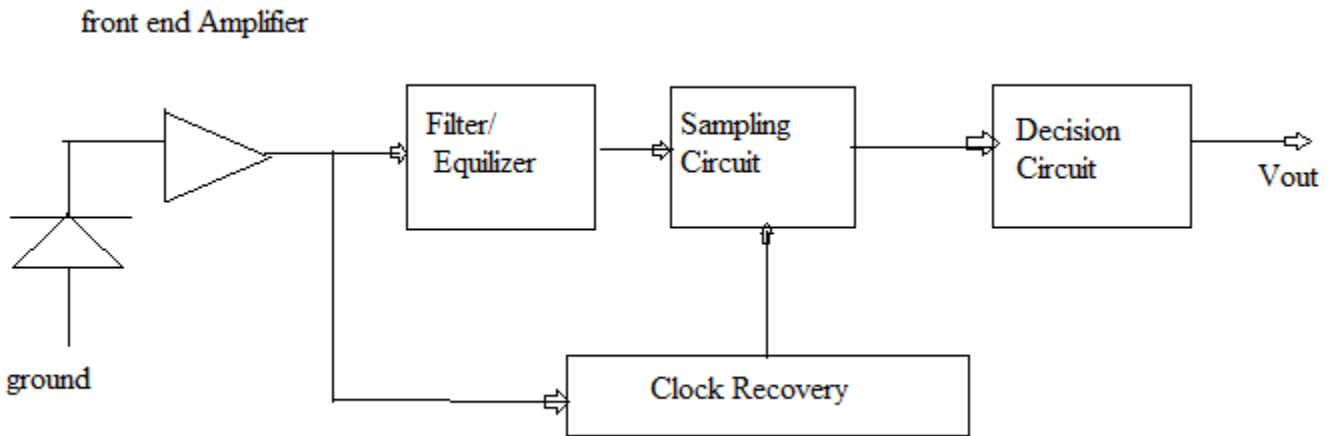 front end Amplifier
Filter/
Equilizer
Sampling
Circuit
Decision
Circuit
Vout
ground
Clock Recovery